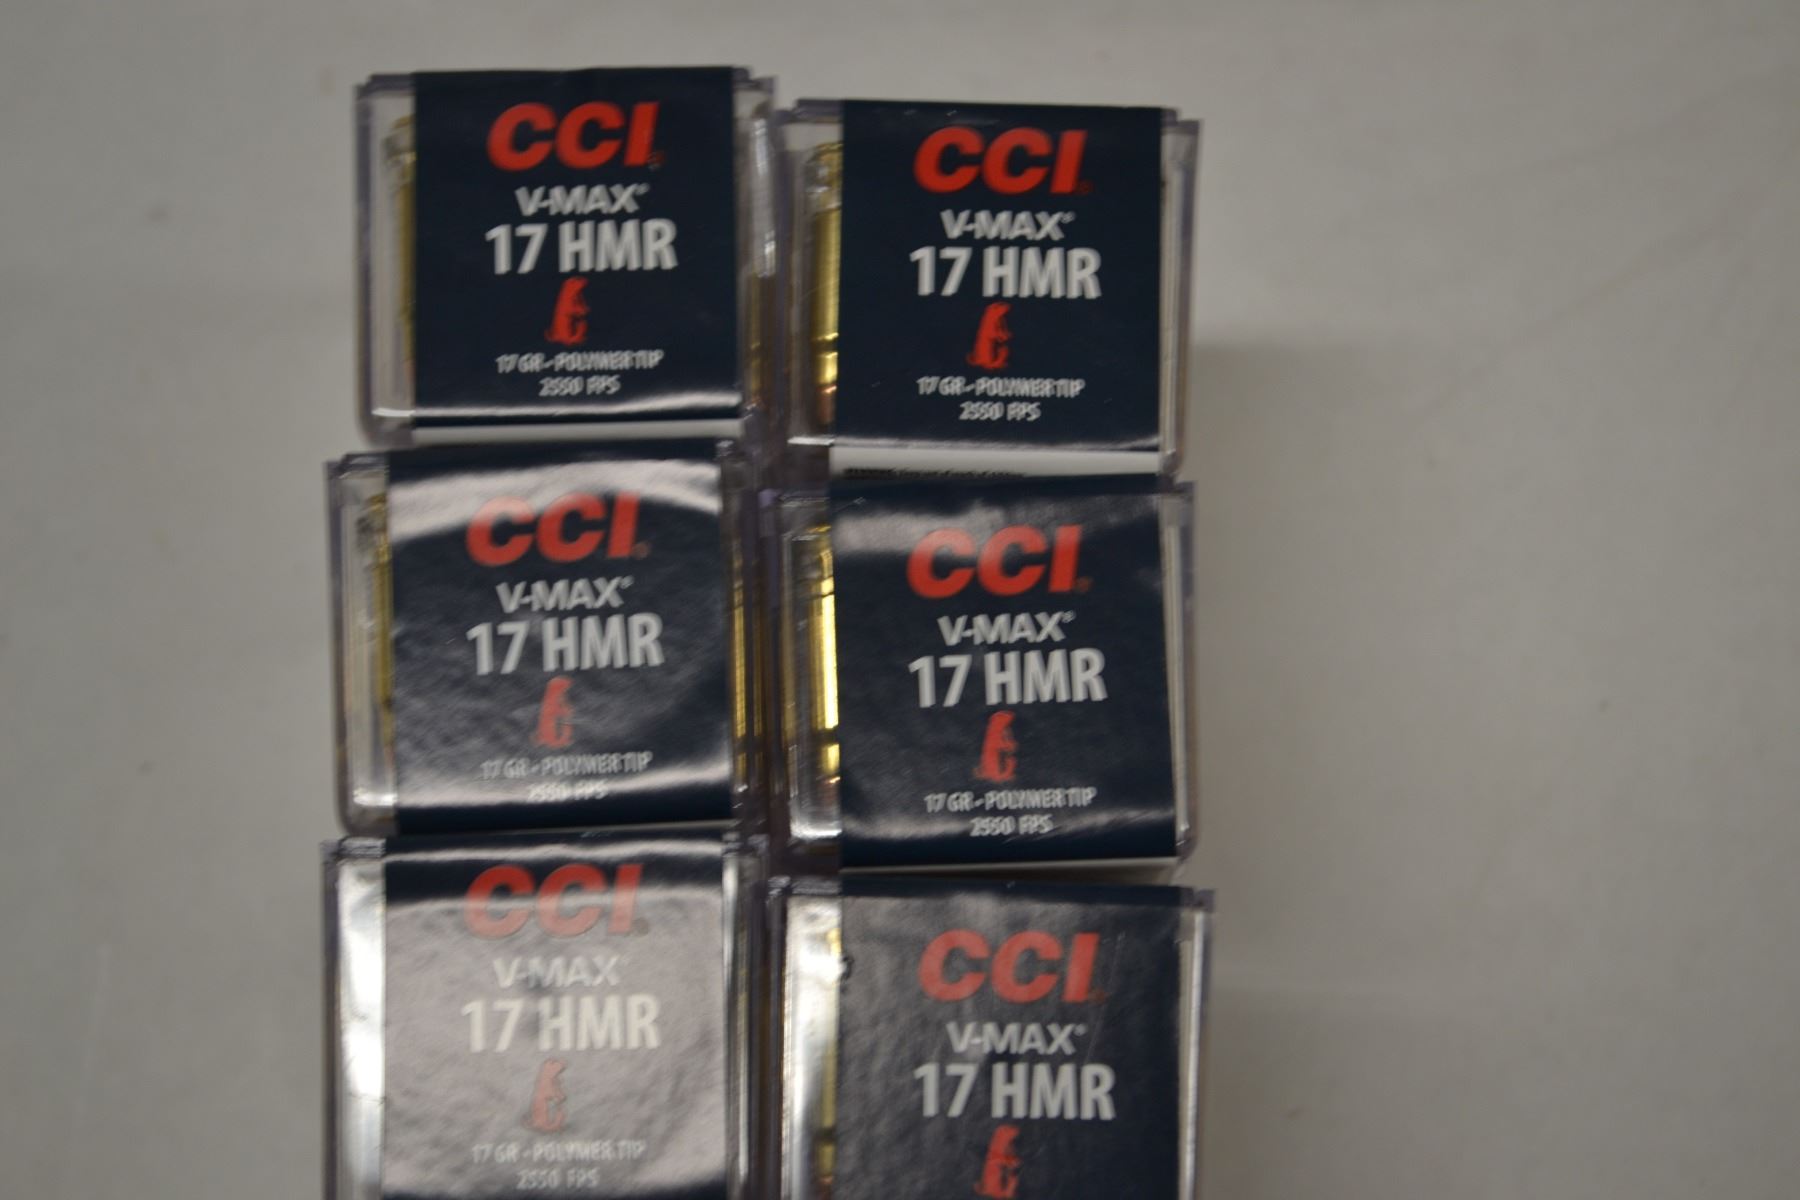 CCI
V-MAX®
17 HMR
17 GR - POLYMER TIP
2550 FPS
CCI®
V-MAX®
17 HMR
17 GR - POLYMER TIP
2550 FPS
CCI
V-MAX®
17 HMR
17 GR - POLYMER TIP
2550 FPS
CCI
V-MAX®
17 HMR
17 GR - POLYMER TIP
2550 FPS
CCI
V-MAX
17 HMR
17 GR - POLYMER TIP
2550 FPS
CCI
V-MAX®
17 HMR